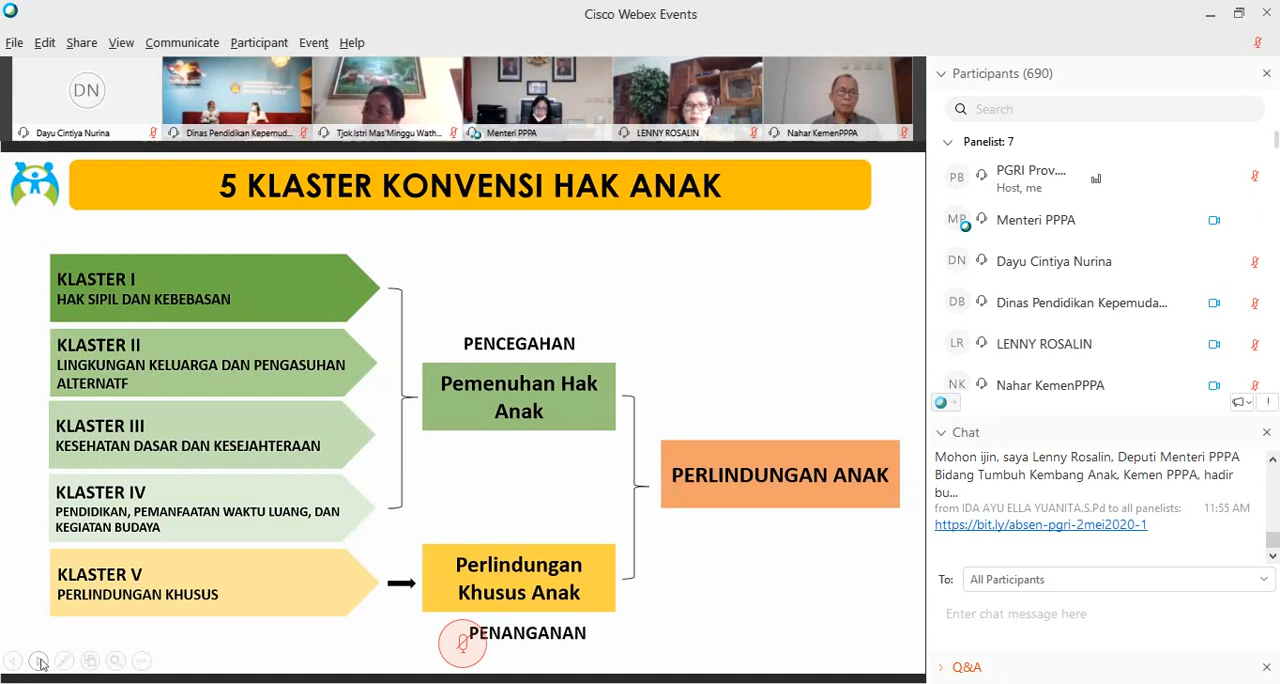 Cisco Webex Events
File Edit Share View Communicate Participant Event Help
DN
Dayu Cintiya Nurina
Dinas Pendidikan Kepemud...
Tjok.Istri Mas'Minggu Wath...
Menteri PPPA
LENNY ROSALIN
Nahar KemenPPPA
5 KLASTER KONVENSI HAK ANAK
KLASTER I
HAK SIPIL DAN KEBEBASAN
KLASTER II
LINGKUNGAN KELUARGA DAN PENGASUHAN
ALTERNATF
KLASTER III
KESEHATAN DASAR DAN KESEJAHTERAAN
KLASTER IV
PENDIDIKAN, PEMANFAATAN WAKTU LUANG, DAN
KEGIATAN BUDAYA
KLASTER V
PERLINDUNGAN KHUSUS
PENCEGAHAN
Pemenuhan Hak
Anak
Perlindungan
Khusus Anak
PENANGANAN
PERLINDUNGAN ANAK
Participants (690)
Search
Panelist: 7
PB
PGRI Prov....
Host, me
MP
Menteri PPPA
DN
Dayu Cintiya Nurina
DB
Dinas Pendidikan Kepemuda...
LR
LENNY ROSALIN
NK
Nahar KemenPPPA
Chat
Mohon ijin, saya Lenny Rosalin, Deputi Menteri PPPA
Bidang Tumbuh Kembang Anak, Kemen PPPA, hadir
bu...
from IDA AYU ELLA YUANITA.S.Pd to all panelists: 11:55 AM
https://bit.ly/absen-pgri-2mei2020-1
To: All Participants
Enter chat message here
Q&A